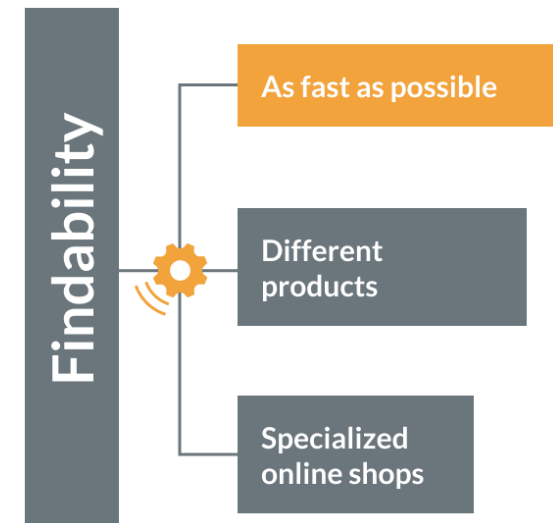 Findability
As fast as possible
Different
products
Specialized
online shops